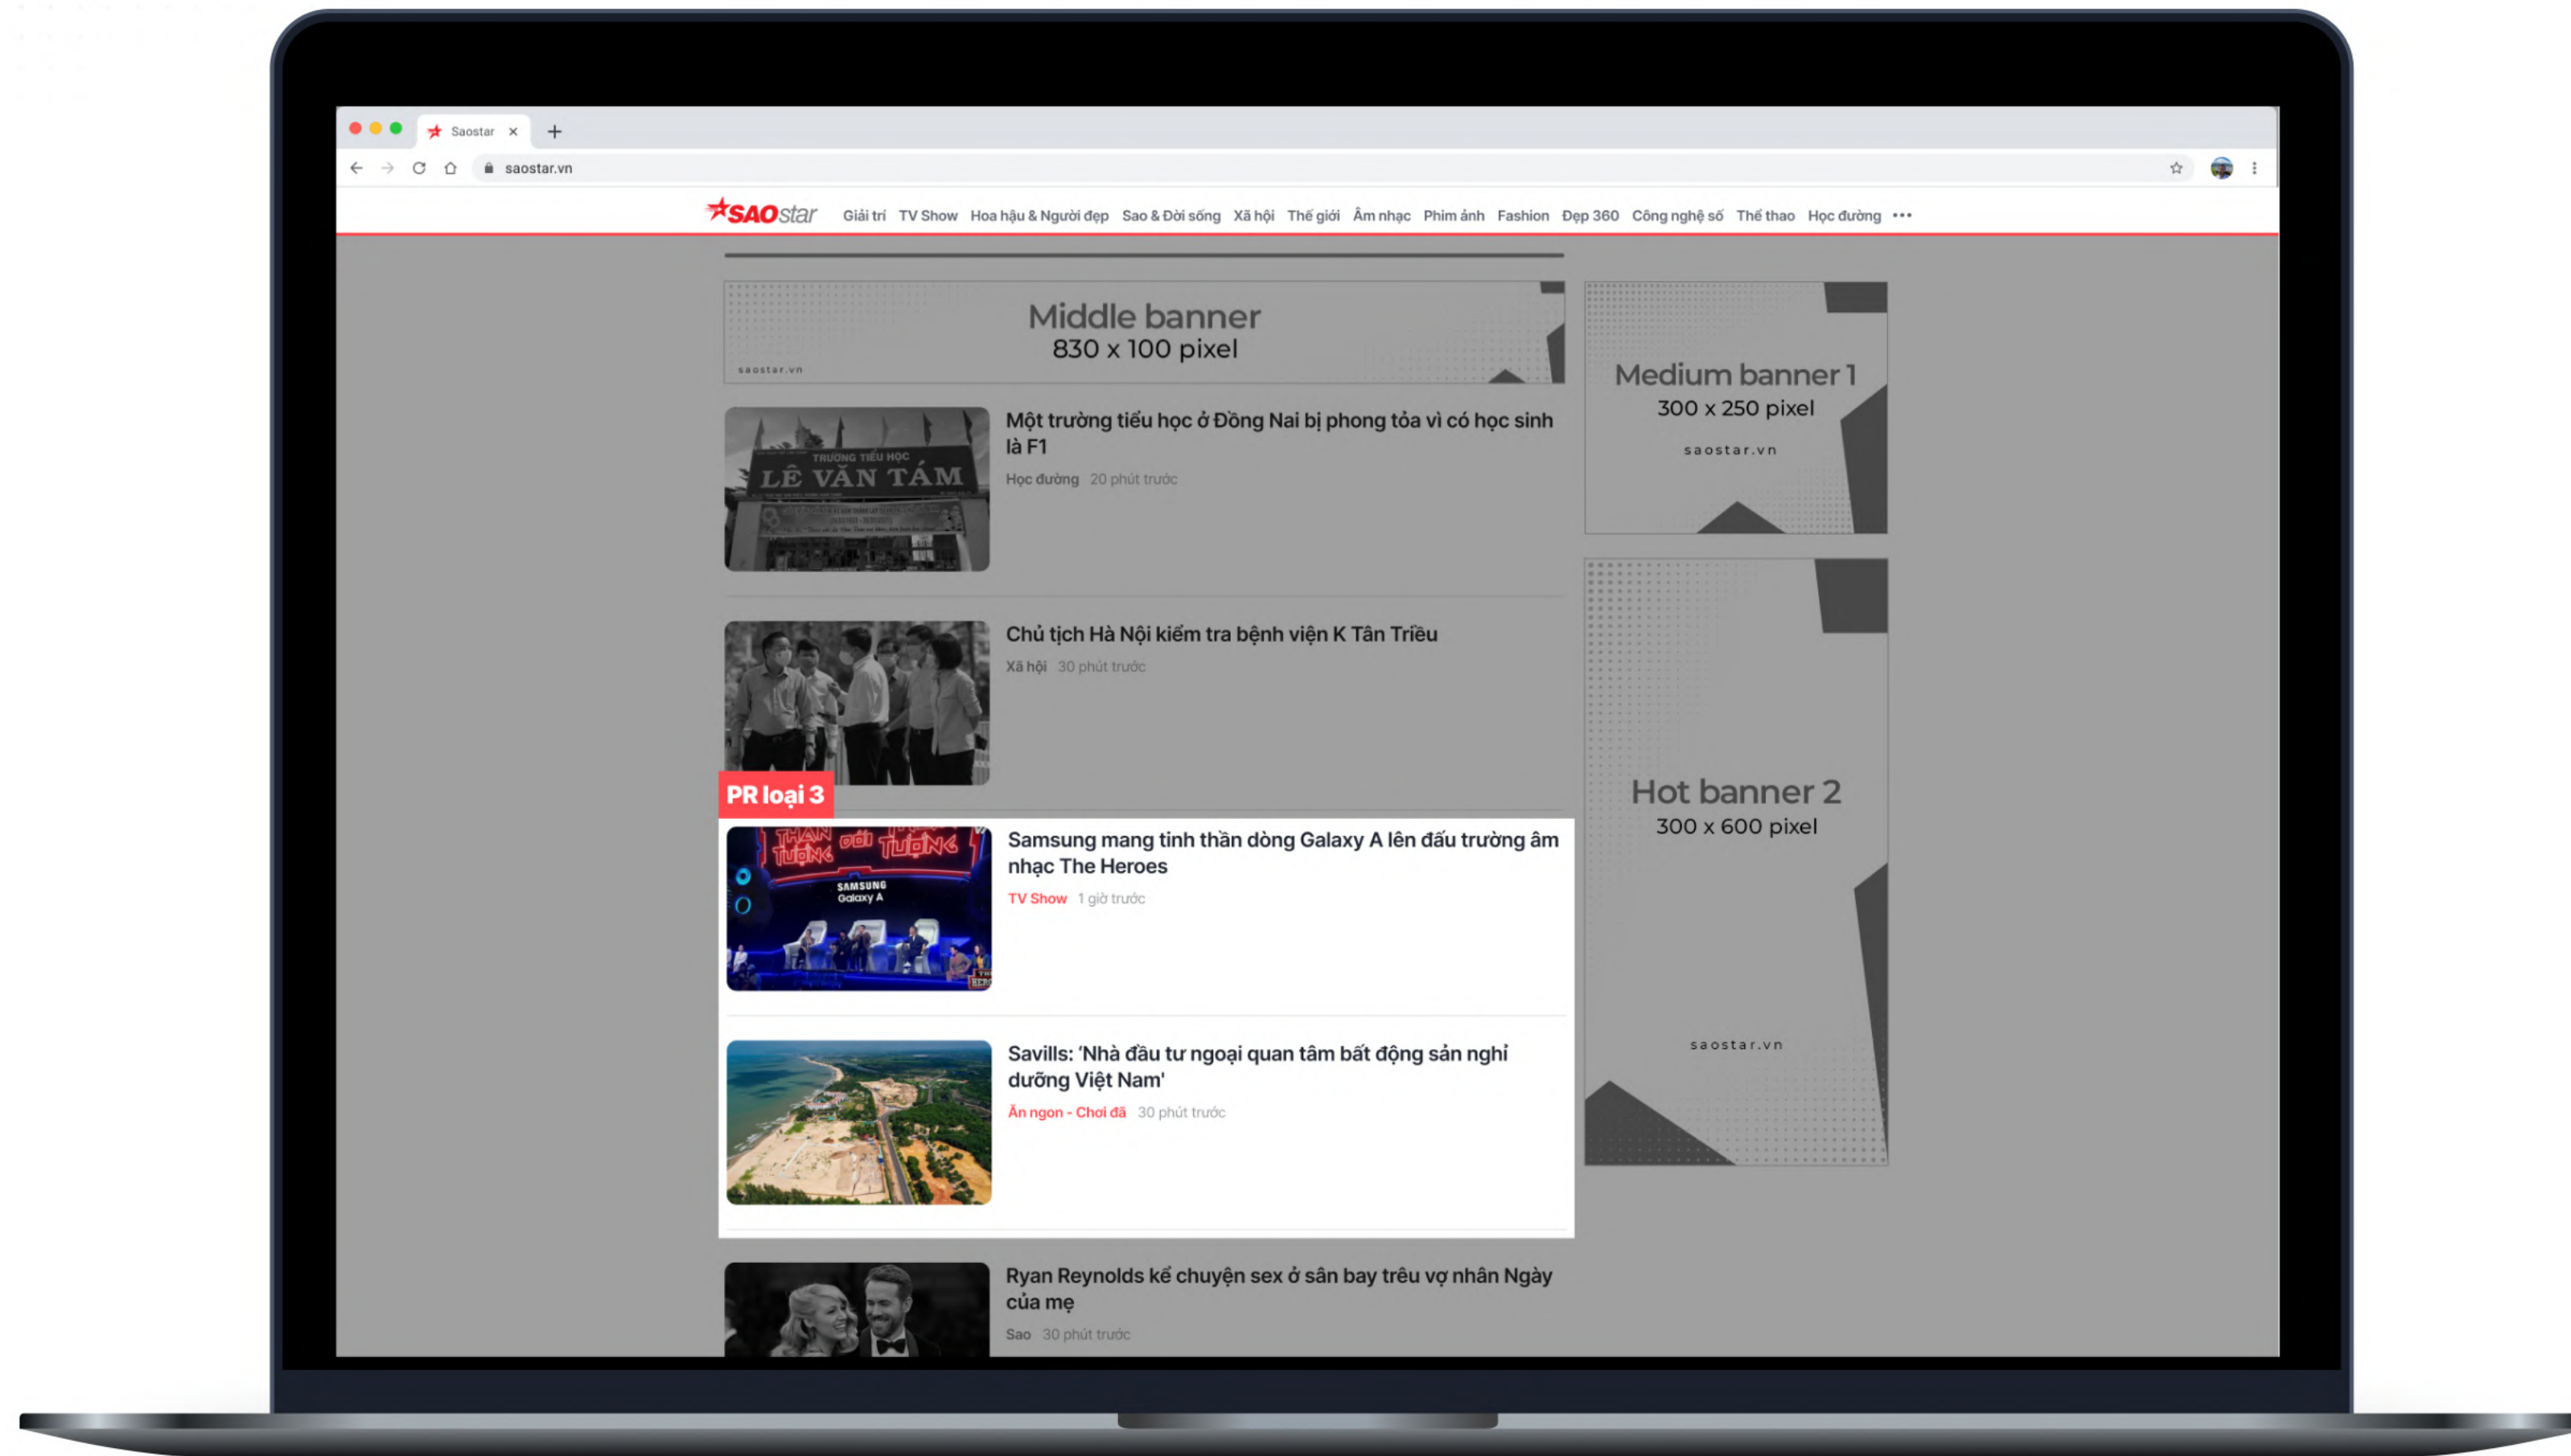 Saostar
saostar.vn
SAOstar
Giải trí TV Show Hoa hậu & Người đẹp Sao & Đời sống Xã hội Thế giới Âm nhạc Phim ảnh Fashion Đẹp 360 Công nghệ số Thể thao Học đường
Middle banner
830 x 100 pixel
saostar.vn
TRƯỜNG TIỂU HỌC
LÊ VĂN TÁM
Một trường tiểu học ở Đồng Nai bị phong tỏa vì có học sinh
là F1
Học đường 20 phút trước
Chủ tịch Hà Nội kiểm tra bệnh viện K Tân Triều
Xã hội 30 phút trước
PR loại 3
THẦN
TƯỢNG
ĐỐI
TƯỢNG
SAMSUNG
Galaxy A
Samsung mang tinh thần dòng Galaxy A lên đấu trường âm
nhạc The Heroes
TV Show 1 giờ trước
Savills: ‘Nhà đầu tư ngoại quan tâm bất động sản nghỉ
dưỡng Việt Nam'
Ăn ngon - Chơi đã 30 phút trước
Ryan Reynolds kể chuyện sex ở sân bay trêu vợ nhân Ngày
của mẹ
Sao 30 phút trước
Medium banner 1
300 x 250 pixel
saostar.vn
Hot banner 2
300 x 600 pixel
saostar.vn